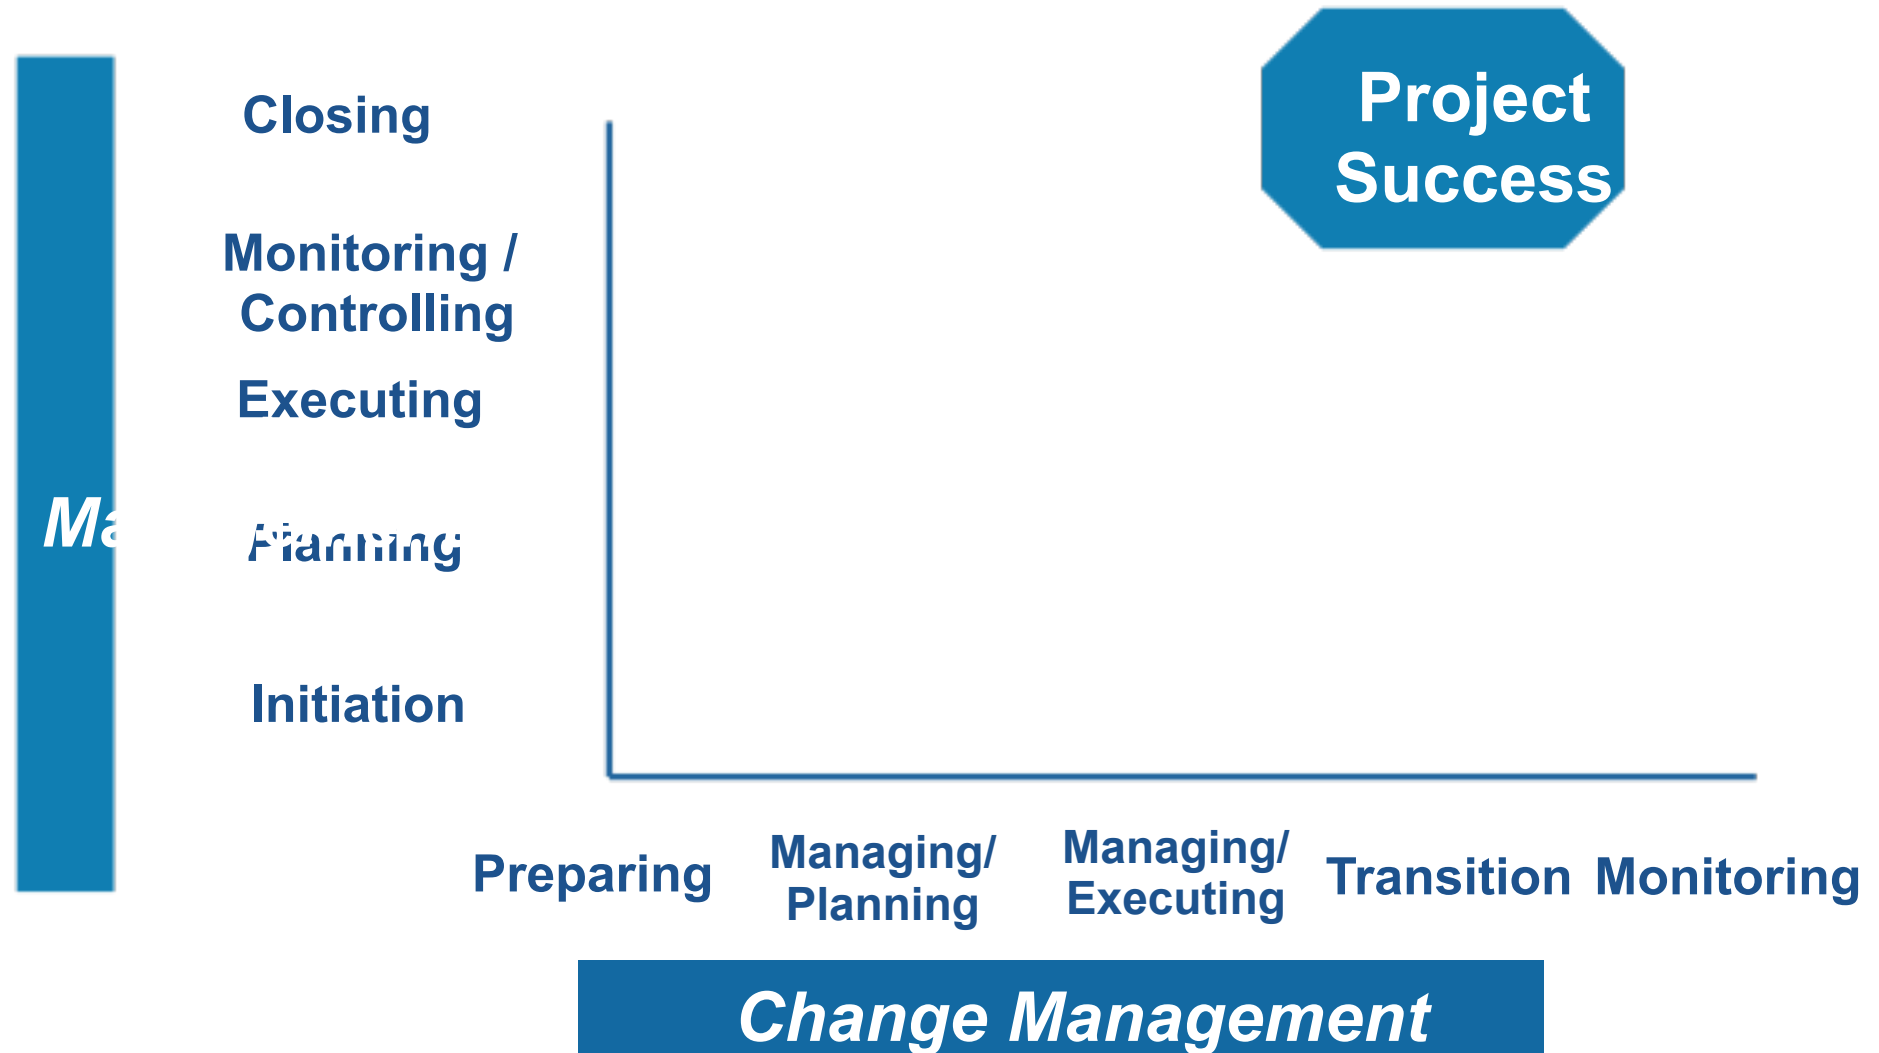 Project
Success
Closing
Monitoring /
Controlling
Executing
Planning
Initiation
Preparing
Managing/
Planning
Managing/
Executing
Transition
Monitoring
Change Management